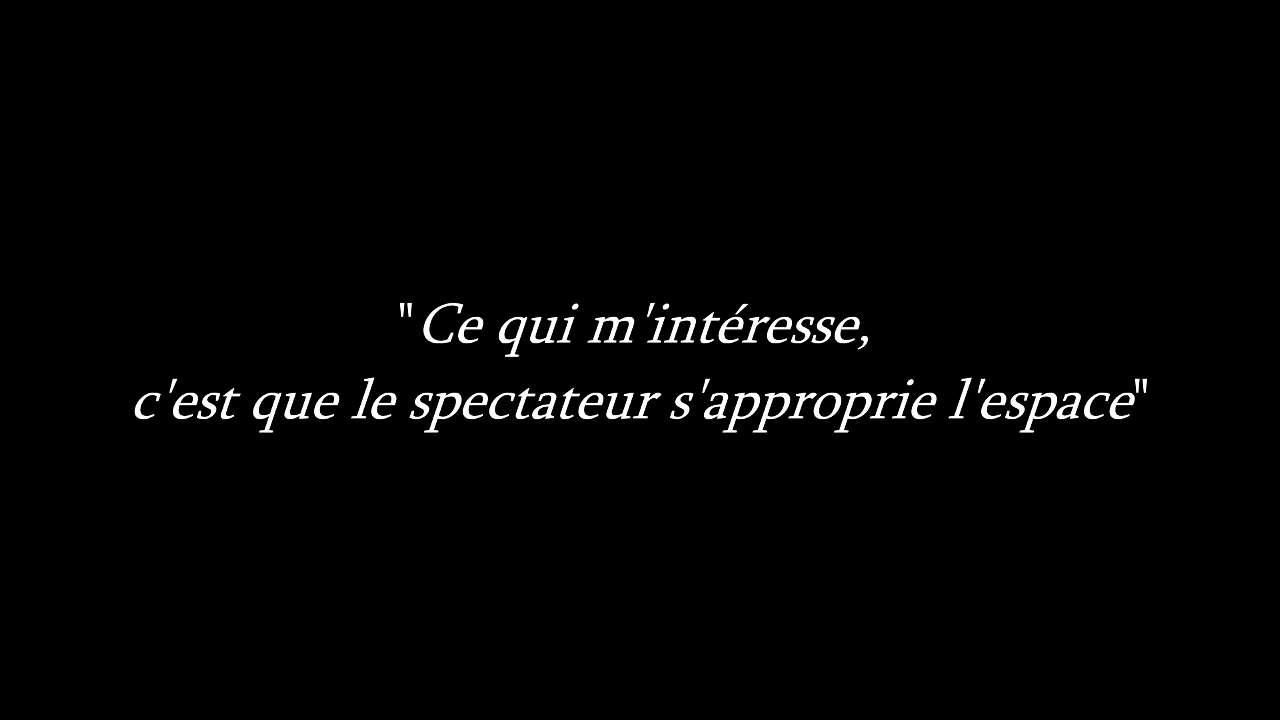 "Ce qui m'intéresse,
c'est que le spectateur s'approprie l'espace"